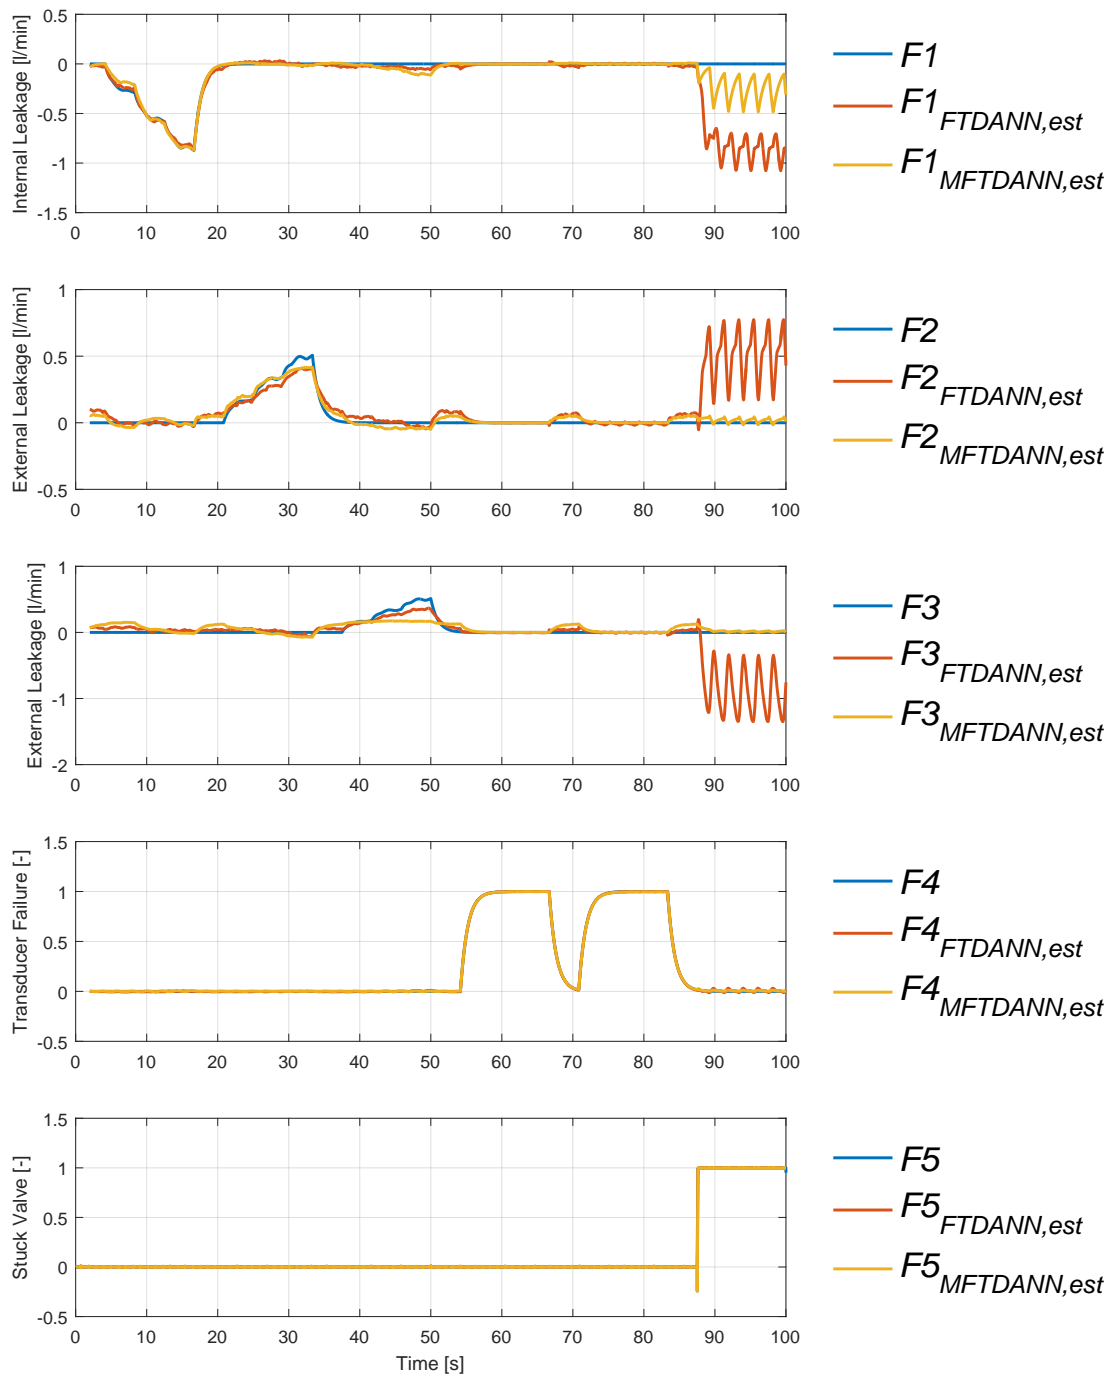 Internal Leakage [l/min]
0.5
0
-0.5
-1
-1.5
0 10 20 30 40 50 60 70 80 90 100
F1
F1FTDANN,est
F1MFTDANN,est
External Leakage [l/min]
1
0.5
0
-0.5
0 10 20 30 40 50 60 70 80 90 100
F2
F2FTDANN,est
F2MFTDANN,est
External Leakage [l/min]
1
0
-1
-2
0 10 20 30 40 50 60 70 80 90 100
F3
F3FTDANN,est
F3MFTDANN,est
Transducer Failure [-]
1.5
1
0.5
0
-0.5
0 10 20 30 40 50 60 70 80 90 100
F4
F4FTDANN,est
F4MFTDANN,est
Stuck Valve [-]
1.5
1
0.5
0
-0.5
0 10 20 30 40 50 60 70 80 90 100
Time [s]
F5
F5FTDANN,est
F5MFTDANN,est